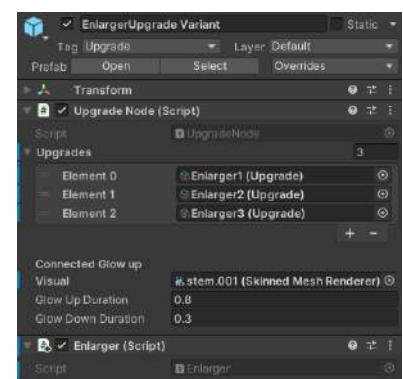 EnlargerUpgrade Variant Static
Tag Upgrade Layer Default
Prefab Open Select Overrides
Transform
Upgrade Node (Script)
Script UpgradeNode
Upgrades 3
Element 0 Enlarger1 (Upgrade)
Element 1 Enlarger2 (Upgrade)
Element 2 Enlarger3 (Upgrade)
+ -
Connected Glow up
Visual stem.001 (Skinned Mesh Renderer)
Glow Up Duration 0.8
Glow Down Duration 0.3
Enlarger (Script)
Script Enlarger